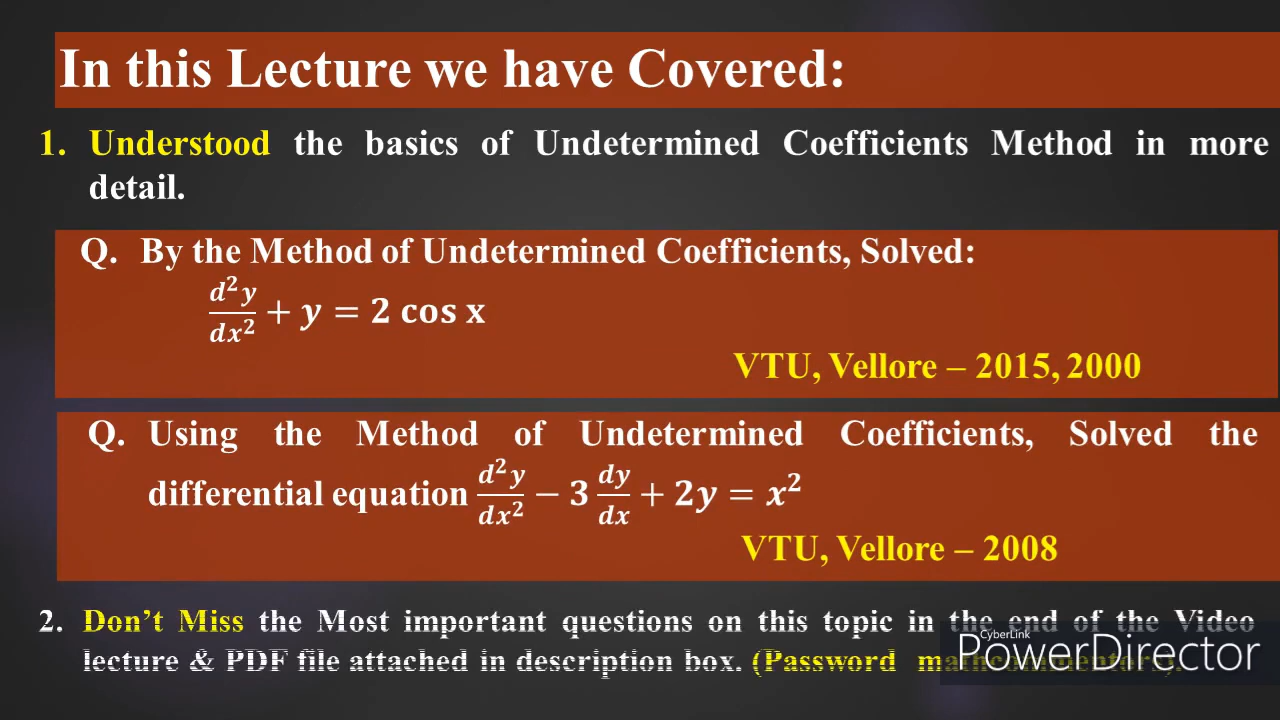 In this Lecture we have Covered:
1. Understood the basics of Undetermined Coefficients Method in more
detail.
Q. By the Method of Undetermined Coefficients, Solved:
d²y/dx² + y = 2 cos x
VTU, Vellore – 2015, 2000
Q. Using the Method of Undetermined Coefficients, Solved the
differential equation d²y/dx² − 3 dy/dx + 2y = x²
VTU, Vellore – 2008
2. Don’t Miss the Most important questions on this topic in the end of the Video
lecture & PDF file attached in description box. (Password
CyberLink
PowerDirector